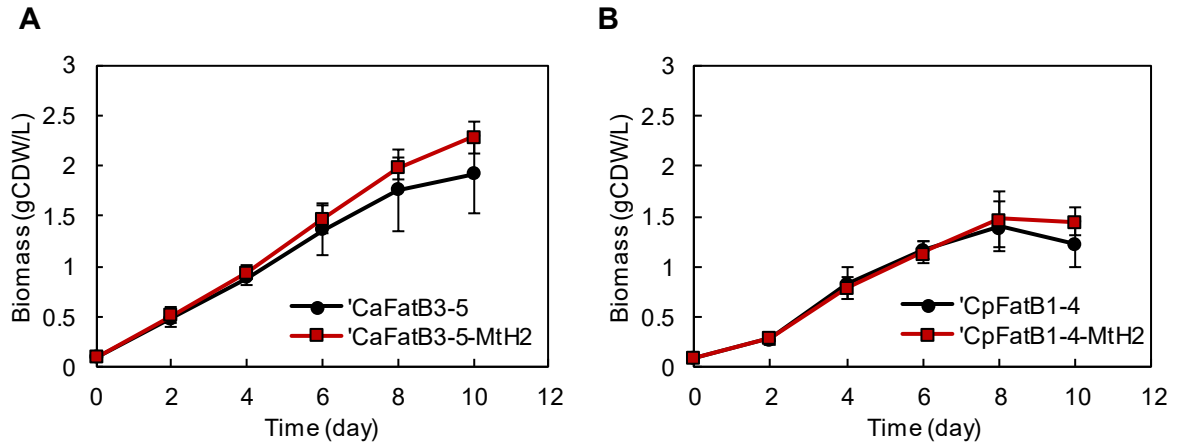 A
Biomass (gCDW/L)
3
2.5
2
1.5
1
0.5
0
0 2 4 6 8 10 12
Time (day)
'CaFatB3-5
'CaFatB3-5-MtH2
B
Biomass (gCDW/L)
3
2.5
2
1.5
1
0.5
0
0 2 4 6 8 10 12
Time (day)
'CpFatB1-4
'CpFatB1-4-MtH2